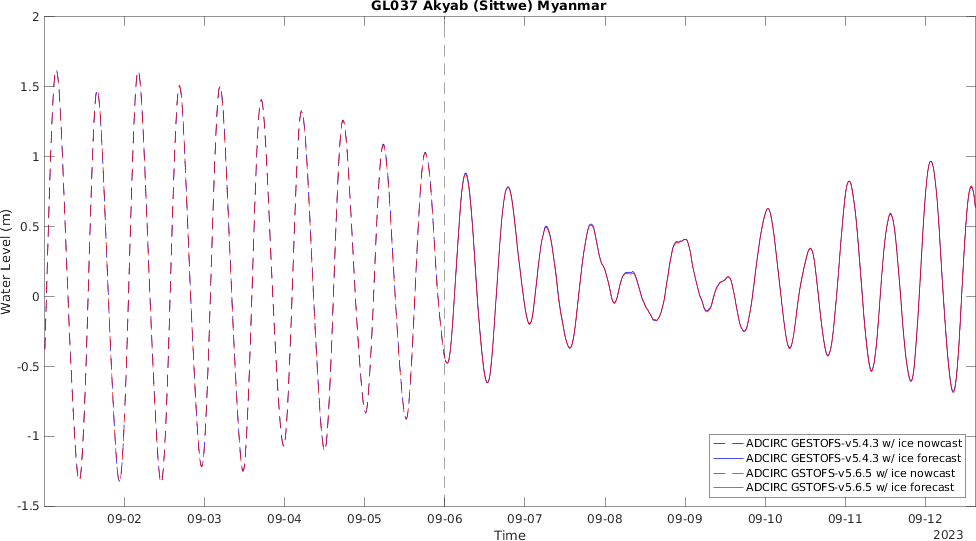 GL037 Akyab (Sittwe) Myanmar
2
1.5
1
0.5
0
-0.5
-1
-1.5
Water Level (m)
ADCIRC GESTOFS-v5.4.3 w/ ice nowcast
ADCIRC GESTOFS-v5.4.3 w/ ice forecast
ADCIRC GSTOFS-v5.6.5 w/ ice nowcast
ADCIRC GSTOFS-v5.6.5 w/ ice forecast
09-02 09-03 09-04 09-05 09-06 09-07 09-08 09-09 09-10 09-11 09-12
Time
2023